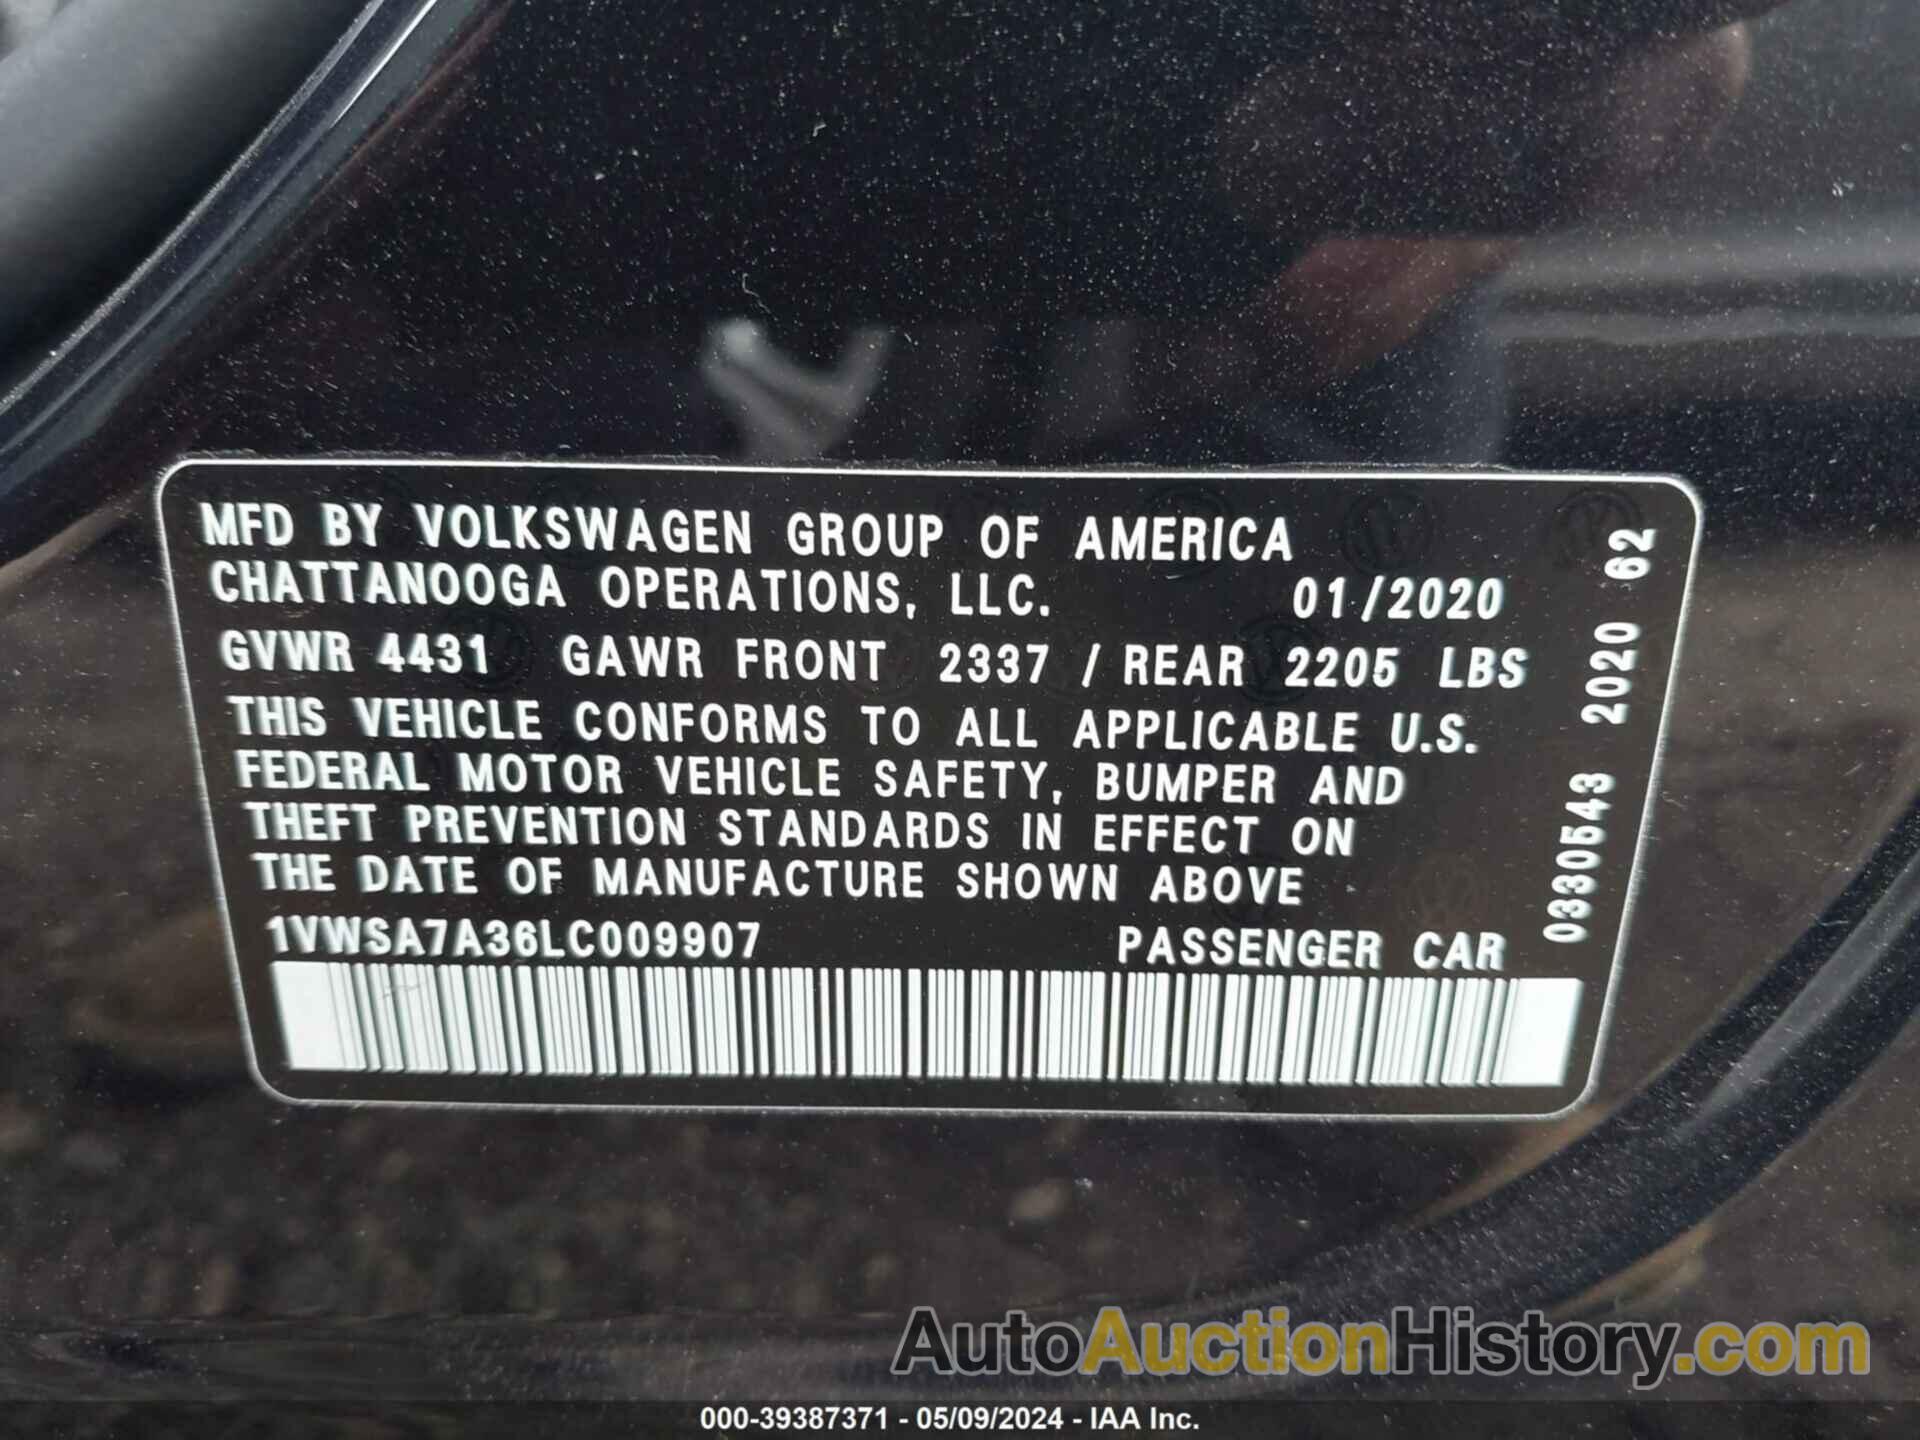 MFD BY VOLKSWAGEN GROUP OF AMERICA
CHATTANOOGA OPERATIONS, LLC. 01/2020
GVWR 4431 GAWR FRONT 2337 / REAR 2205 LBS
THIS VEHICLE CONFORMS TO ALL APPLICABLE U.S.
FEDERAL MOTOR VEHICLE SAFETY, BUMPER AND
THEFT PREVENTION STANDARDS IN EFFECT ON
THE DATE OF MANUFACTURE SHOWN ABOVE
1VWSA7A36LC009907 PASSENGER CAR
0330543 2020 62
AutoAuctionHistory.com
000-39387371 - 05/09/2024 - IAA Inc.